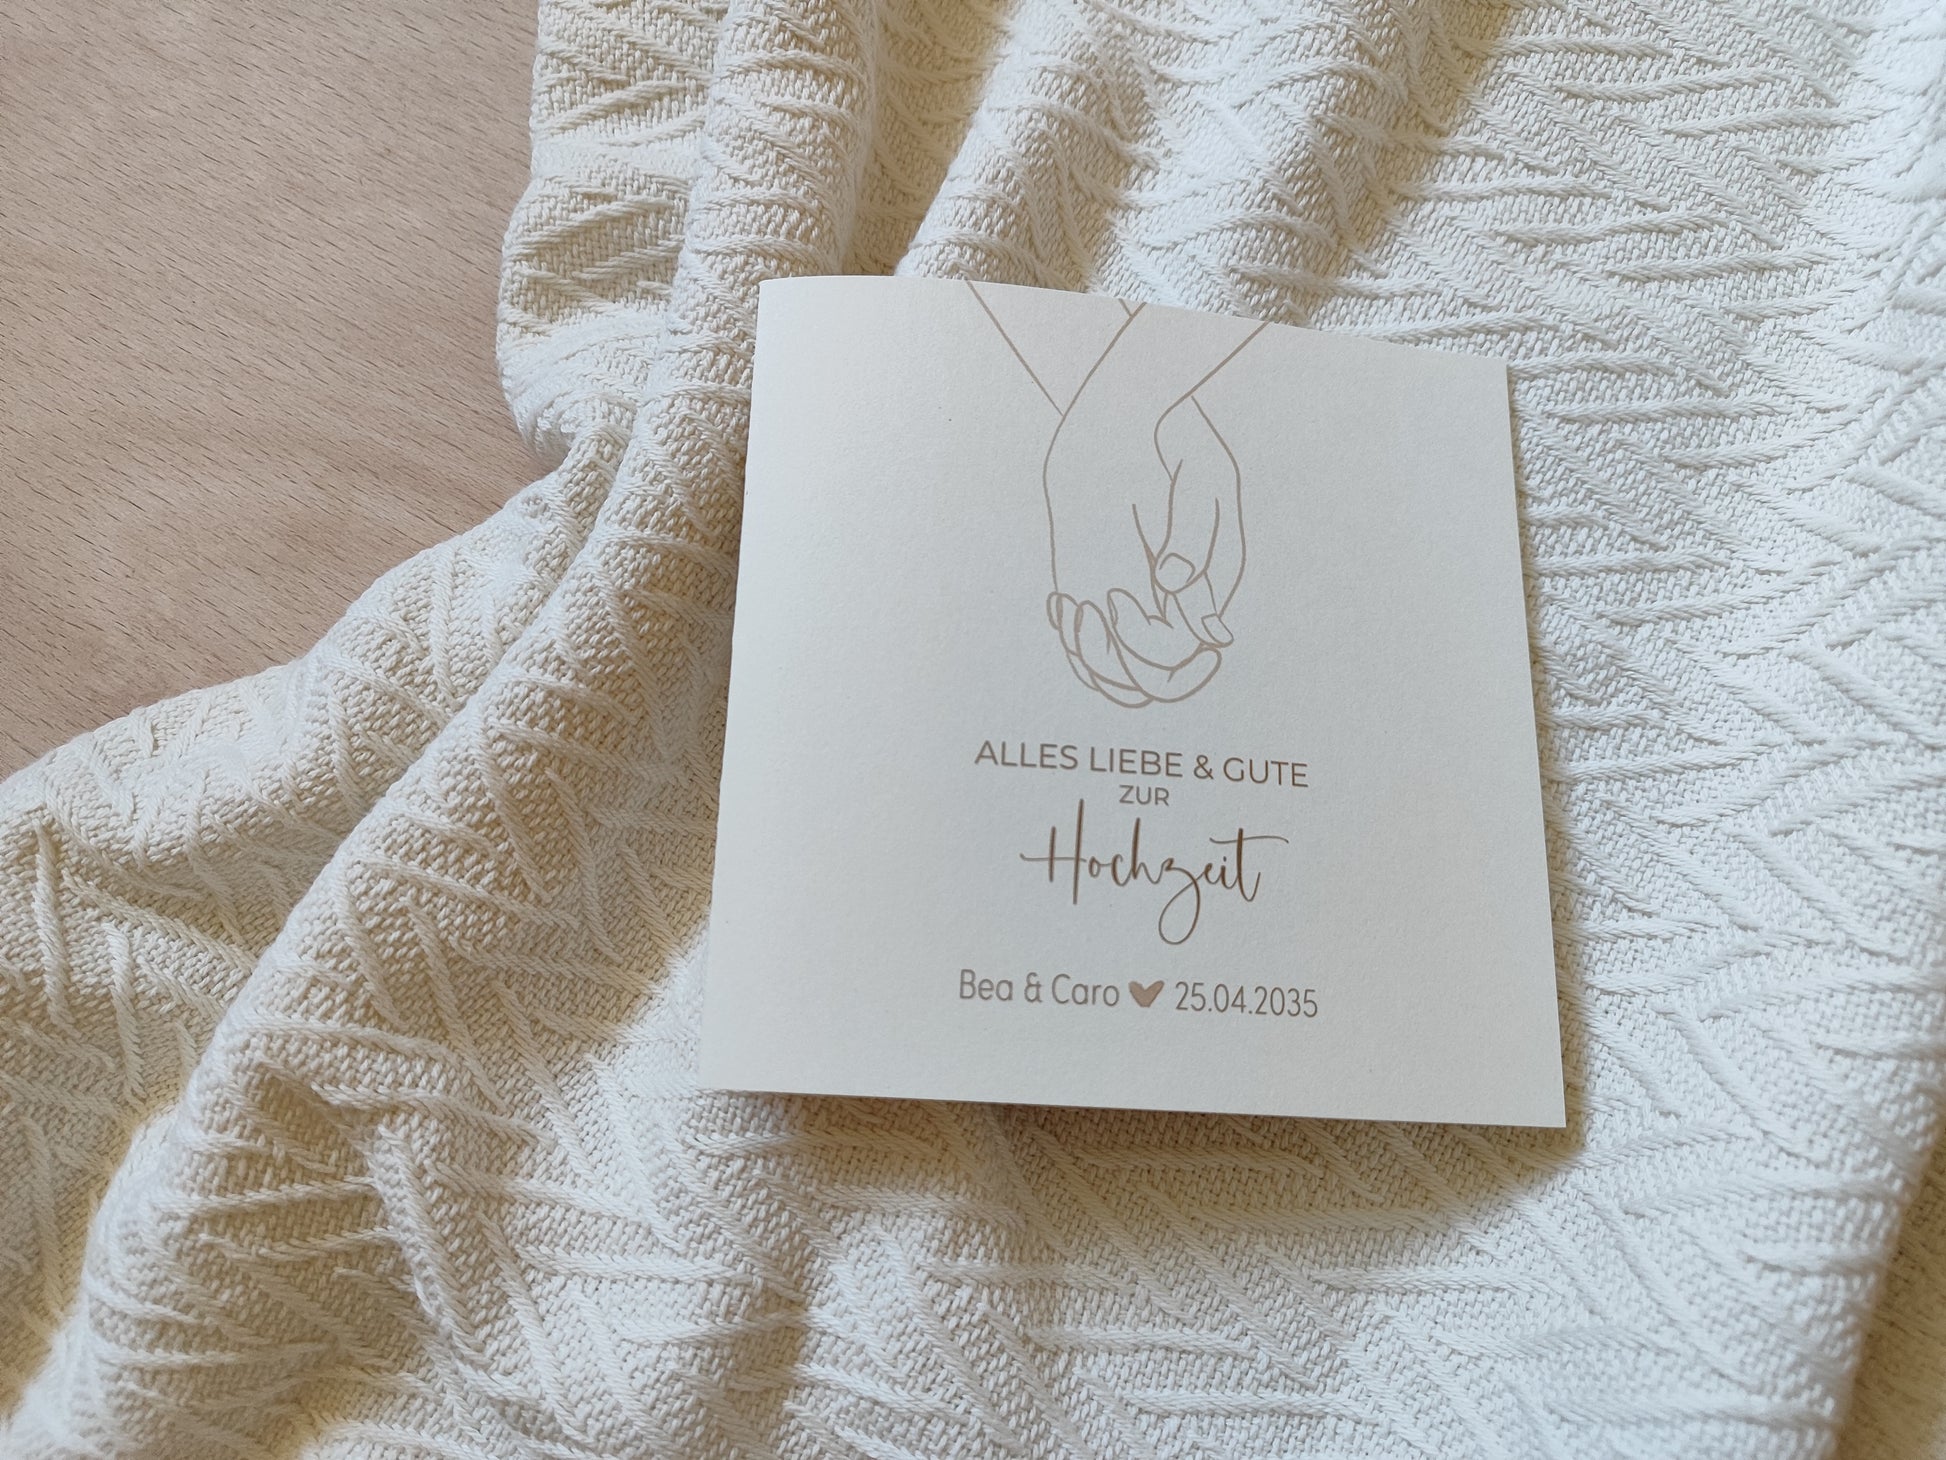 ALLES LIEBE & GUTE
ZUR
Hochzeit
Bea & Caro ♥ 25.04.2035